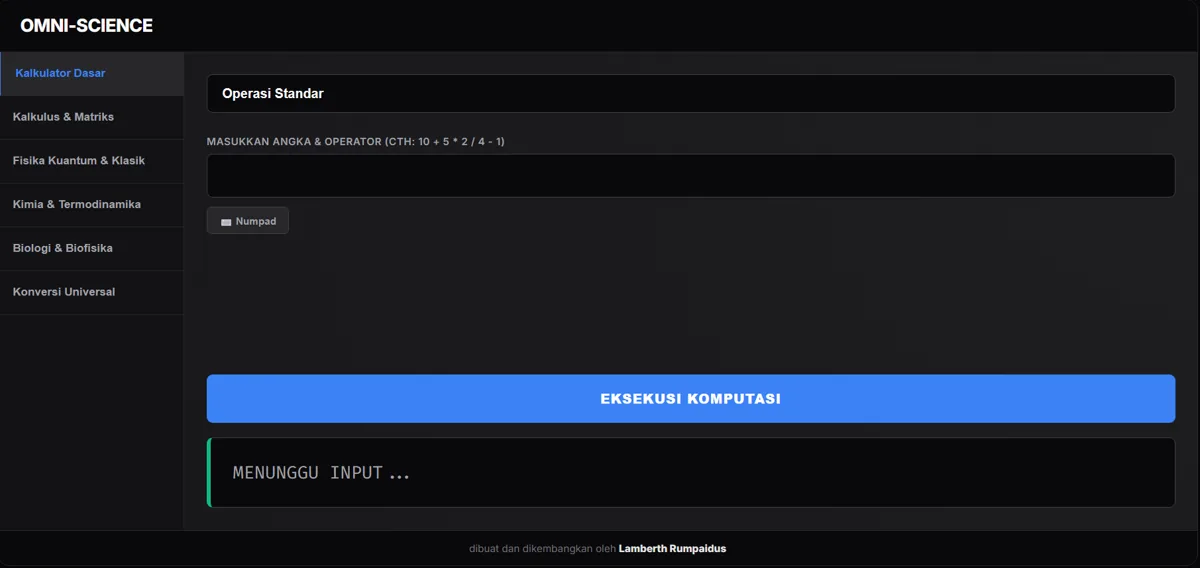 OMNI-SCIENCE
Kalkulator Dasar
Kalkulus & Matriks
Fisika Kuantum & Klasik
Kimia & Termodinamika
Biologi & Biofisika
Konversi Universal
Operasi Standar
MASUKKAN ANGKA & OPERATOR (CTH: 10 + 5 * 2 / 4 - 1)
Numpad
EKSEKUSI KOMPUTASI
MENUNGGU INPUT...
dibuat dan dikembangkan oleh Lamberth Rumpaidus